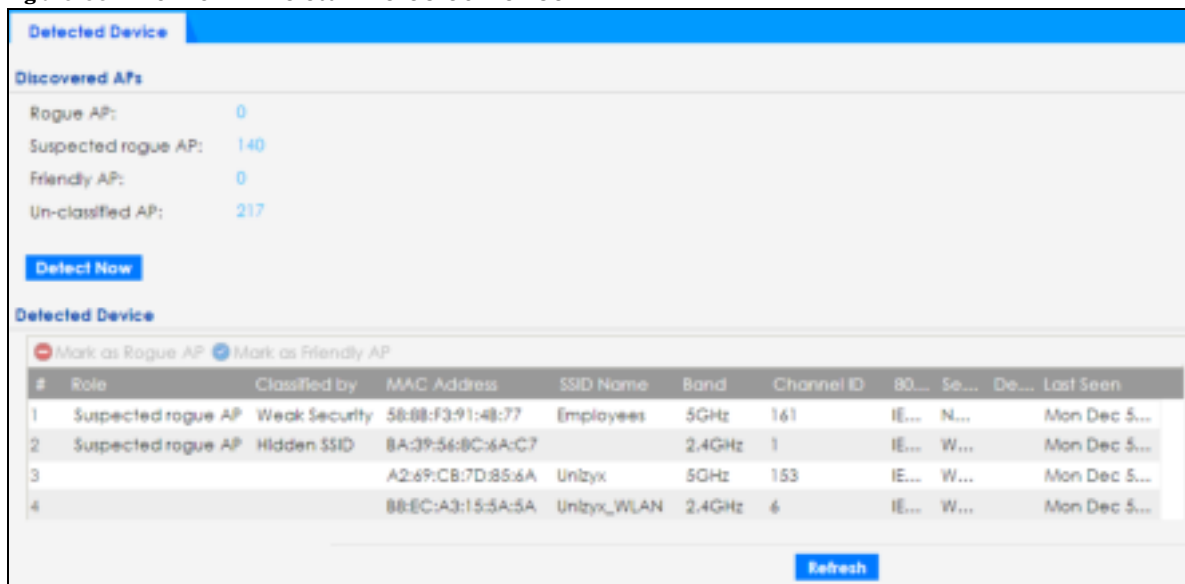 Detected Device
Discovered APs
Rogue AP: 0
Suspected rogue AP: 140
Friendly AP: 0
Un-classified AP: 217
Detect Now
Detected Device
Mark as Rogue AP Mark as Friendly AP
# Role Classified by MAC Address SSID Name Band Channel ID 80... Se... De... Last Seen
1 Suspected rogue AP Weak Security 58:8B:F3:91:4B:77 Employees 5GHz 161 IE... N... Mon Dec 5...
2 Suspected rogue AP Hidden SSID BA:39:56:8C:6A:C7 2.4GHz 1 IE... W... Mon Dec 5...
3 A2:69:CB:7D:85:6A Unizyx 5GHz 153 IE... W... Mon Dec 5...
4 B8:EC:A3:15:5A:5A Unizyx_WLAN 2.4GHz 6 IE... W... Mon Dec 5...
Refresh